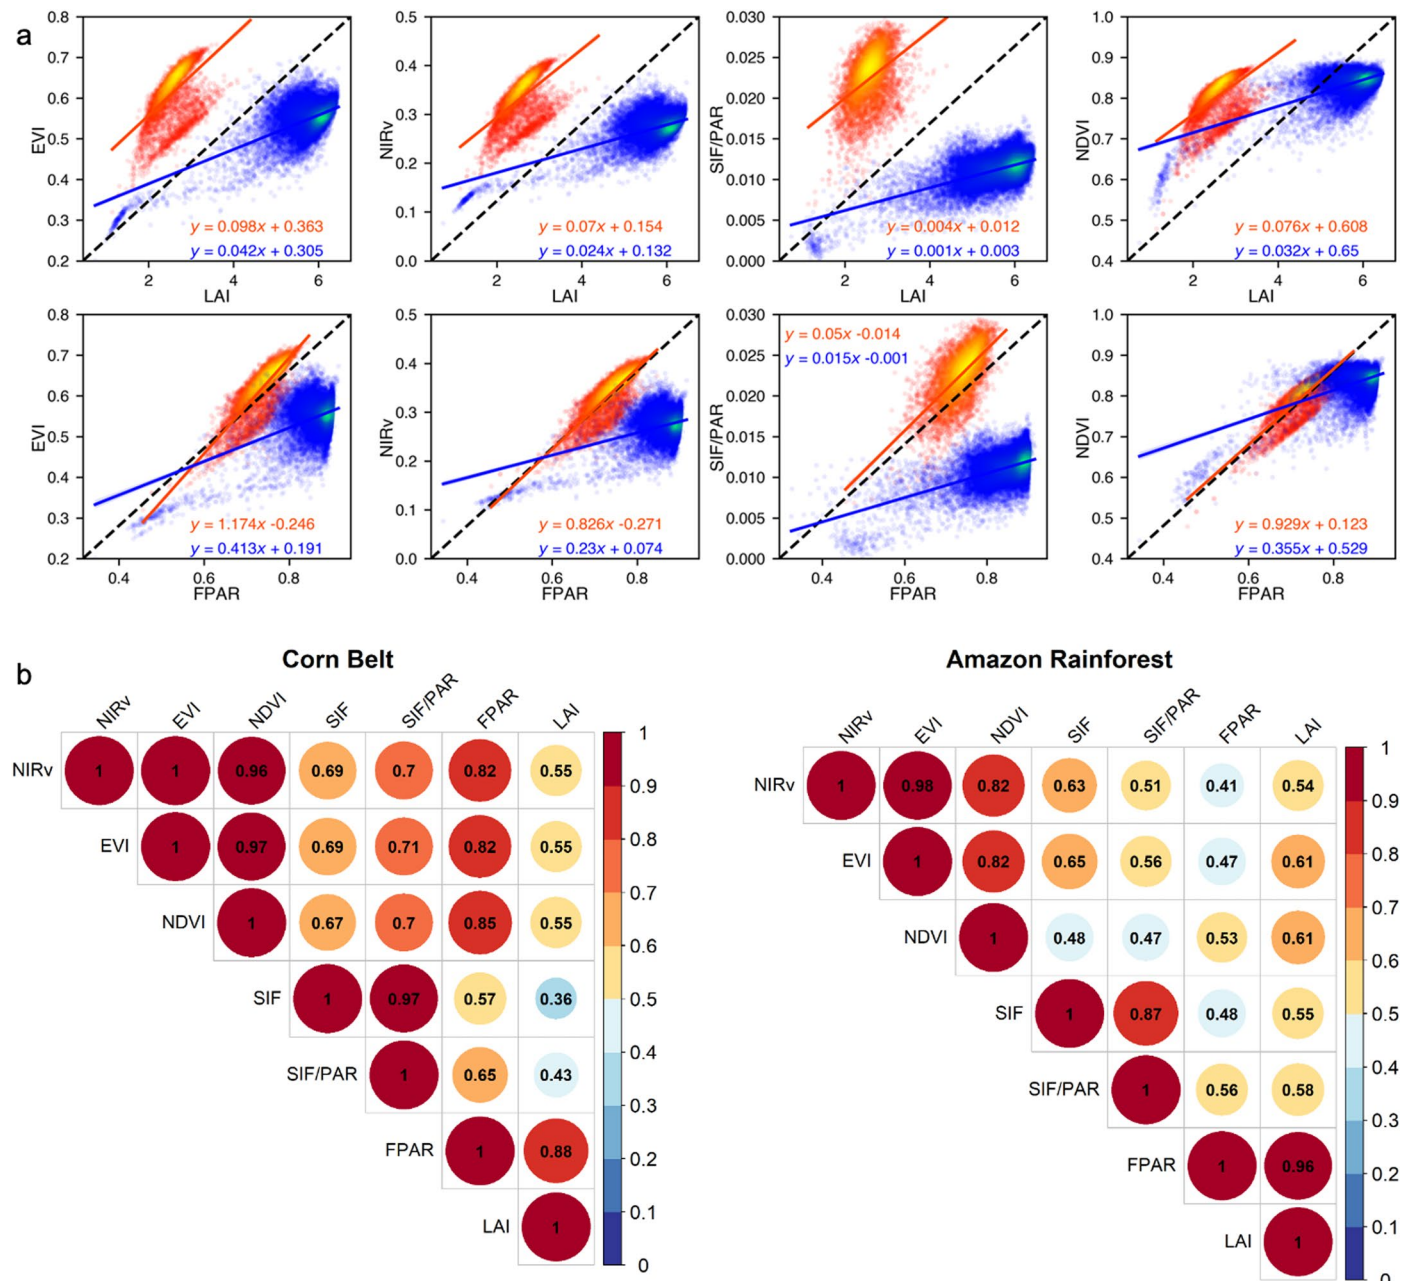 a
0.8
0.7
0.6
0.5
0.4
0.3
0.2
EVI
y = 0.098x + 0.363
y = 0.042x + 0.305
2 4 6
LAI
0.5
0.4
0.3
0.2
0.1
0.0
NIRv
y = 0.07x + 0.154
y = 0.024x + 0.132
2 4 6
LAI
0.030
0.025
0.020
0.015
0.010
0.005
0.000
SIF/PAR
y = 0.004x + 0.012
y = 0.001x + 0.003
2 4 6
LAI
1.0
0.9
0.8
0.7
0.6
0.5
0.4
NDVI
y = 0.076x + 0.608
y = 0.032x + 0.65
2 4 6
LAI
0.8
0.7
0.6
0.5
0.4
0.3
0.2
EVI
y = 1.174x -0.246
y = 0.413x + 0.191
0.4 0.6 0.8
FPAR
0.5
0.4
0.3
0.2
0.1
0.0
NIRv
y = 0.826x -0.271
y = 0.23x + 0.074
0.4 0.6 0.8
FPAR
0.030
0.025
0.020
0.015
0.010
0.005
0.000
SIF/PAR
y = 0.05x -0.014
y = 0.015x -0.001
0.4 0.6 0.8
FPAR
1.0
0.9
0.8
0.7
0.6
0.5
0.4
NDVI
y = 0.929x + 0.123
y = 0.355x + 0.529
0.4 0.6 0.8
FPAR
b
Corn Belt
NIRv EVI NDVI SIF SIF/PAR FPAR LAI
NIRv 1 1 0.96 0.69 0.7 0.82 0.55
EVI 1 0.97 0.69 0.71 0.82 0.55
NDVI 1 0.67 0.7 0.85 0.55
SIF 1 0.97 0.57 0.36
SIF/PAR 1 0.65 0.43
FPAR 1 0.88
LAI 1
1
0.9
0.8
0.7
0.6
0.5
0.4
0.3
0.2
0.1
0
Amazon Rainforest
NIRv EVI NDVI SIF SIF/PAR FPAR LAI
NIRv 1 0.98 0.82 0.63 0.51 0.41 0.54
EVI 1 0.82 0.65 0.56 0.47 0.61
NDVI 1 0.48 0.47 0.53 0.61
SIF 1 0.87 0.48 0.55
SIF/PAR 1 0.56 0.58
FPAR 1 0.96
LAI 1
1
0.9
0.8
0.7
0.6
0.5
0.4
0.3
0.2
0.1
0